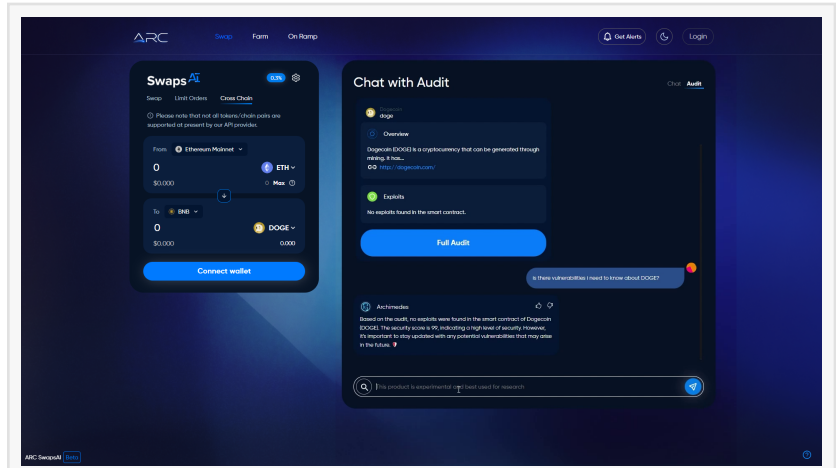 ARC
Swap Farm On Ramp
Get Alerts
Login
Swaps AI
0.3%
Swap Limit Orders Cross Chain
Please note that not all tokens/chain pairs are
supported at present by our API provider.
From Ethereum Mainnet
0 ETH
$0.000 0 Max
To BNB
0 DOGE
$0.000 0.000
Connect wallet
Chat with Audit
Chat Audit
Dogecoin
doge
Overview
Dogecoin (DOGE) is a cryptocurrency that can be generated through
mining. It has...
http://dogecoin.com/
Exploits
No exploits found in the smart contract.
Full Audit
Is there vulnerabilities I need to know about DOGE?
Archimedes
Based on the audit, no exploits were found in the smart contract of Dogecoin
(DOGE). The security score is 99, indicating a high level of security. However,
it's important to stay updated with any potential vulnerabilities that may arise
in the future.
This product is experimental and best used for research
ARC SwapsAI Beta